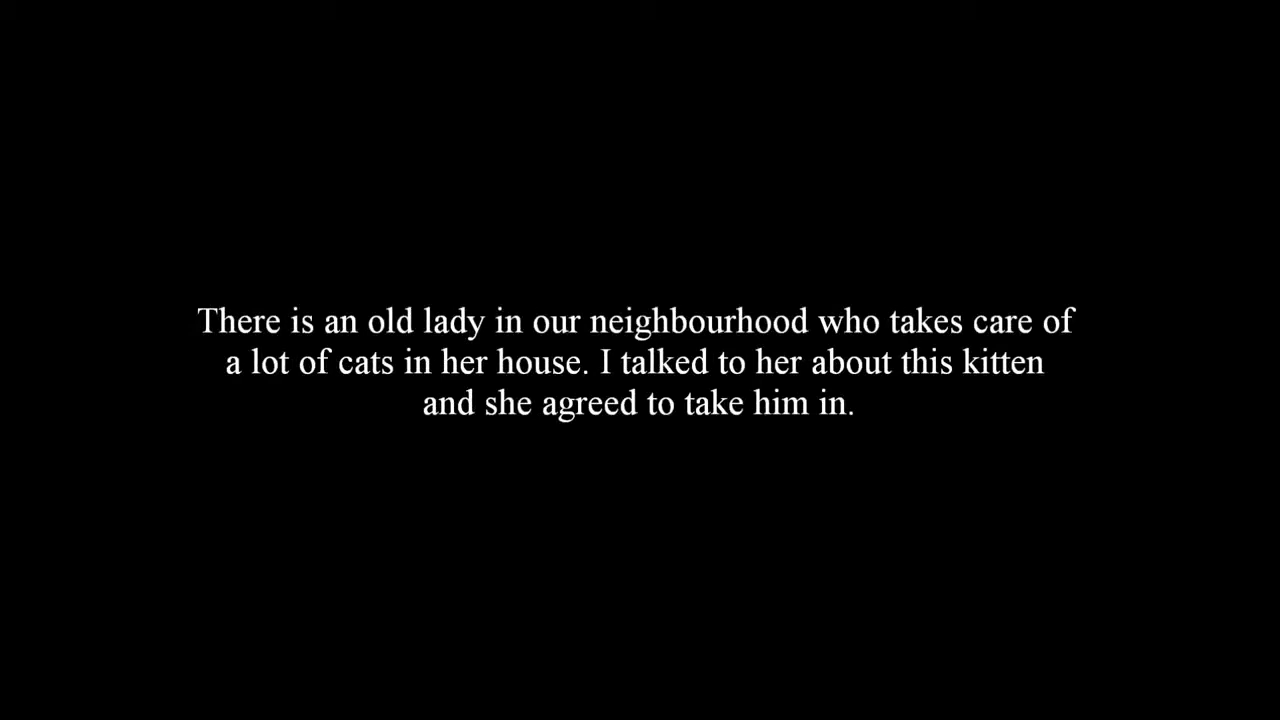 There is an old lady in our neighbourhood who takes care of
a lot of cats in her house. I talked to her about this kitten
and she agreed to take him in.